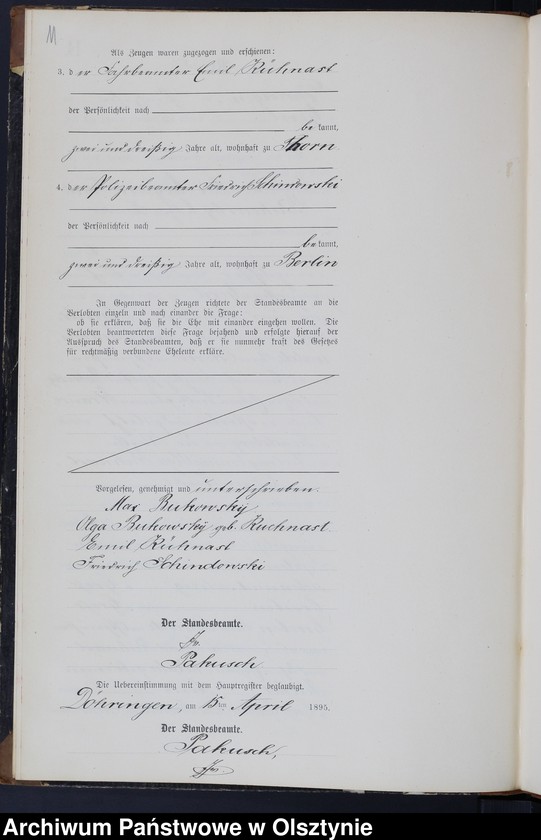 11
Als Zeugen waren zugezogen und erschienen:
3. der Emil Kühnast
der Persönlichkeit nach
be kannt,
zwei und dreißig Jahre alt, wohnhaft zu Thorn
4. der Polizeibeamter Friedrich Schindowski
der Persönlichkeit nach
be kannt,
zwei und dreißig Jahre alt, wohnhaft zu Berlin
In Gegenwart der Zeugen richtete der Standesbeamte an die
Verlobten einzeln und nach einander die Frage:
ob sie erklären, daß sie die Ehe mit einander eingehen wollen. Die
Verlobten beantworteten diese Frage bejahend und erfolgte hierauf der
Ausspruch des Standesbeamten, daß er sie nunmehr kraft des Gesetzes
für rechtmäßig verbundene Eheleute erkläre.
Vorgelesen, genehmigt und unterschrieben.
Max Bukowsky
Olga Bukowsky geb. Kuehnast
Emil Kühnast
Friedrich Schindowski
Der Standesbeamte.
Pakusch
Die Uebereinstimmung mit dem Hauptregister beglaubigt.
Döhringen, am 15ten April 1895.
Der Standesbeamte.
Pakusch,
Archiwum Państwowe w Olsztynie